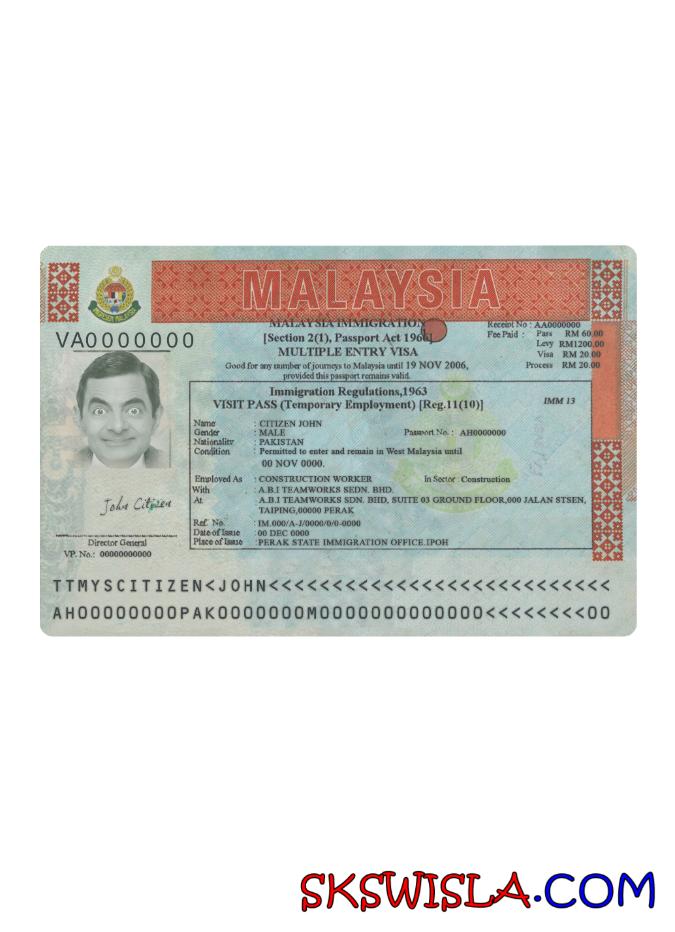 MALAYSIA
VA0000000
MALAYSIA IMMIGRATION
[Section 2(1), Passport Act 1966]
MULTIPLE ENTRY VISA
Good for any number of journeys to Malaysia until 19 NOV 2006,
provided this passport remains valid.
Receipt No : AA0000000
Fee Paid : Pass RM 60.00
Levy RM1200.00
Visa RM 20.00
Process RM 20.00
Immigration Regulations,1963
VISIT PASS (Temporary Employment) [Reg.11(10)]
IMM 13
Name : CITIZEN JOHN
Gender : MALE Passport No. : AH0000000
Nationality : PAKISTAN
Condition : Permitted to enter and remain in West Malaysia until
00 NOV 0000.
Employed As : CONSTRUCTION WORKER In Sector : Construction
With : A.B.I TEAMWORKS SEDN. BHD.
At : A.B.I TEAMWORKS SDN. BHD, SUITE 03 GROUND FLOOR,000 JALAN STSEN,
TAIPING,00000 PERAK
Ref. No. : IM.000/A-J/0000/0/0-0000
Date of Issue : 00 DEC 0000
Place of Issue : PERAK STATE IMMIGRATION OFFICE.IPOH
John Citizen
Director General
VP. No.: 00000000000
TTMYSCITIZEN<JOHN<<<<<<<<<<<<<<<<<<<<<<<<<<<
AH00000000PAK0000000M0000000000000<<<<<<<<00
SKSWISLA.COM